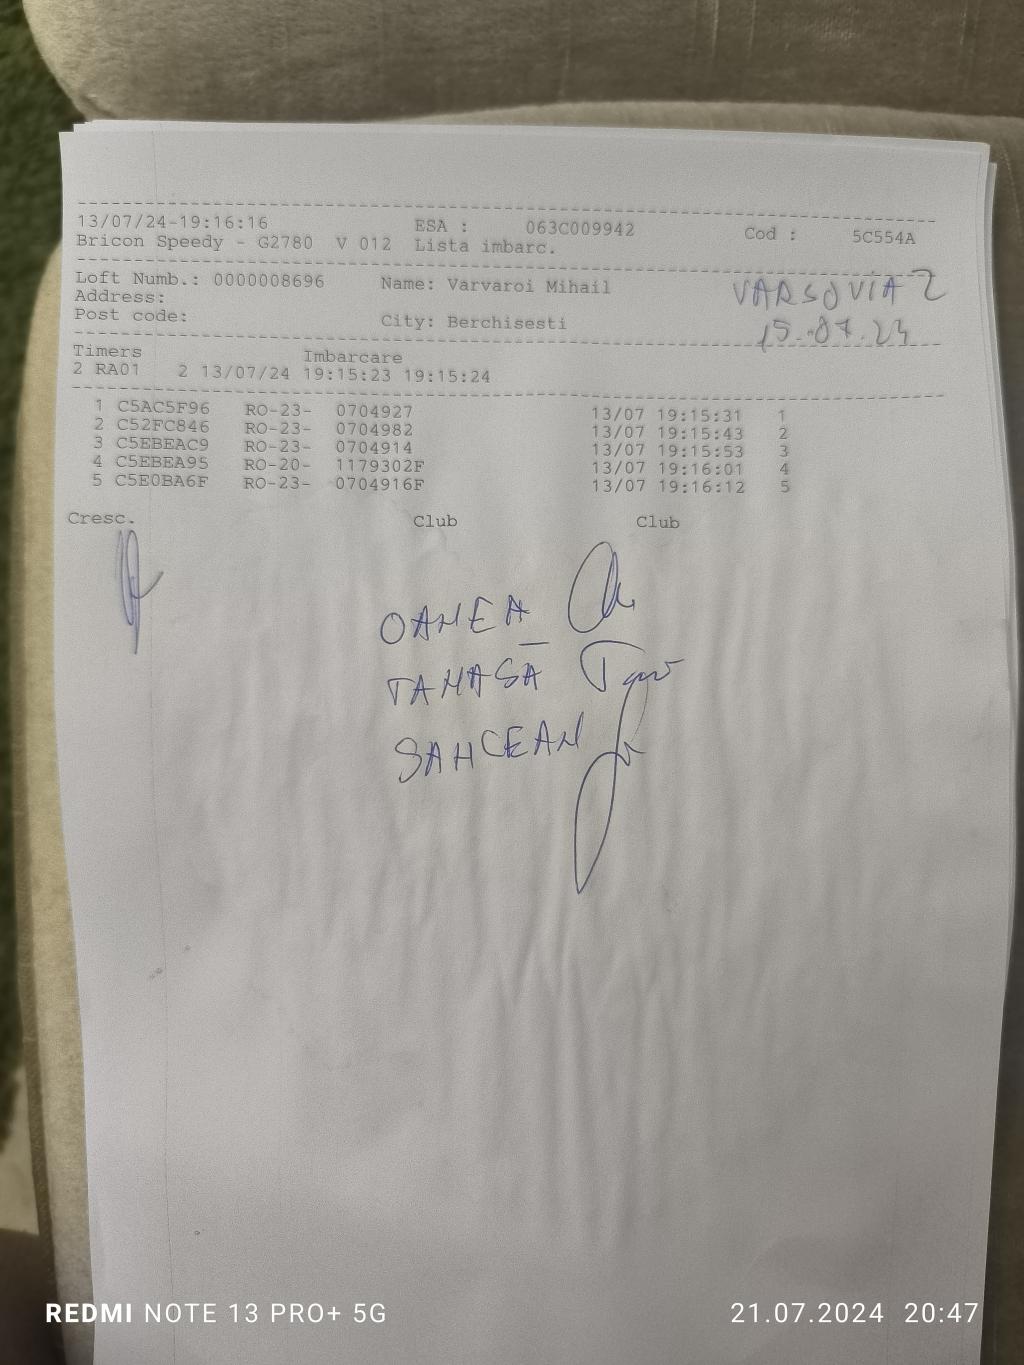 13/07/24-19:16:16 ESA : 063C009942 Cod : 5C554A
Bricon Speedy - G2780 V 012 Lista imbarc.
Loft Numb.: 0000008696 Name: Varvaroi Mihail
Address:
VARSOVIA 2
Post code: City: Berchisesti
15.07.24
Timers Imbarcare
2 RA01 2 13/07/24 19:15:23 19:15:24
1 C5AC5F96 RO-23- 0704927 13/07 19:15:31 1
2 C52FC846 RO-23- 0704982 13/07 19:15:43 2
3 C5EBEAC9 RO-23- 0704914 13/07 19:15:53 3
4 C5EBEA95 RO-20- 1179302F 13/07 19:16:01 4
5 C5E0BA6F RO-23- 0704916F 13/07 19:16:12 5
Cresc. Club Club
OANEA
TANASĂ
REDMI NOTE 13 PRO+ 5G 21.07.2024 20:47